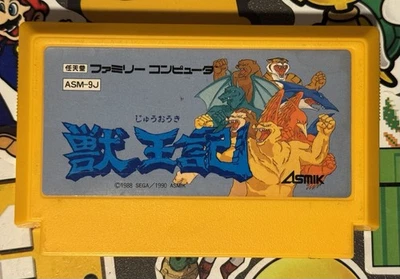 任天堂 ファミリー コンピュータ
ASM-9J
じゅうおうき
獣王記
©1988 SEGA/1990 ASMIK
ASMIK